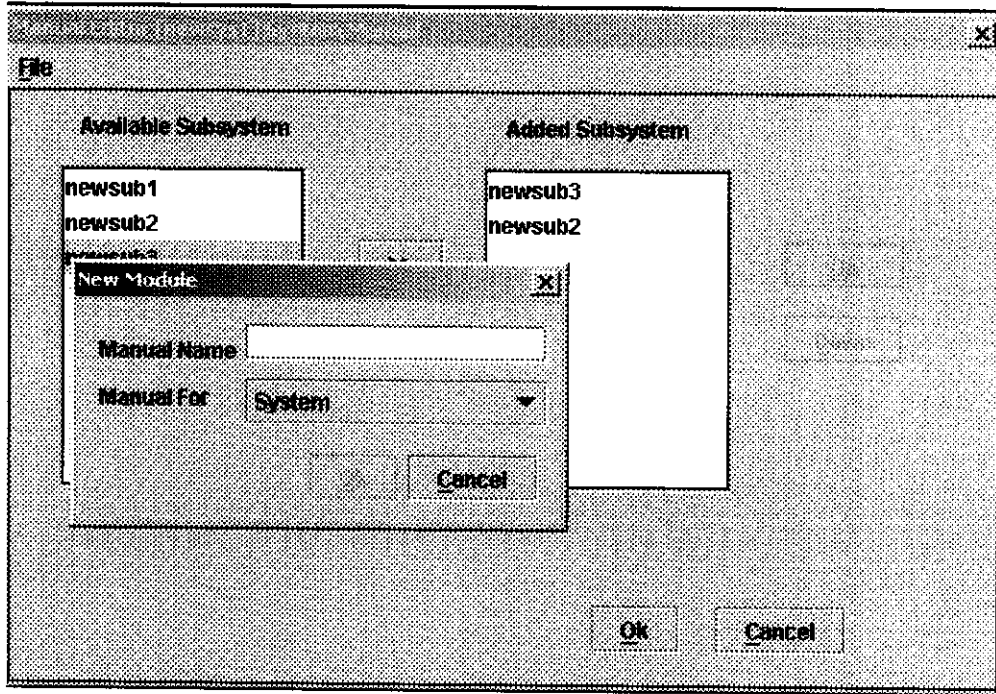 File
Available Subsystem
Added Subsystem
newsub1
newsub2
newsub3
newsub3
newsub2
New Module
Manual Name
Manual For
System
Cancel
Ok
Cancel